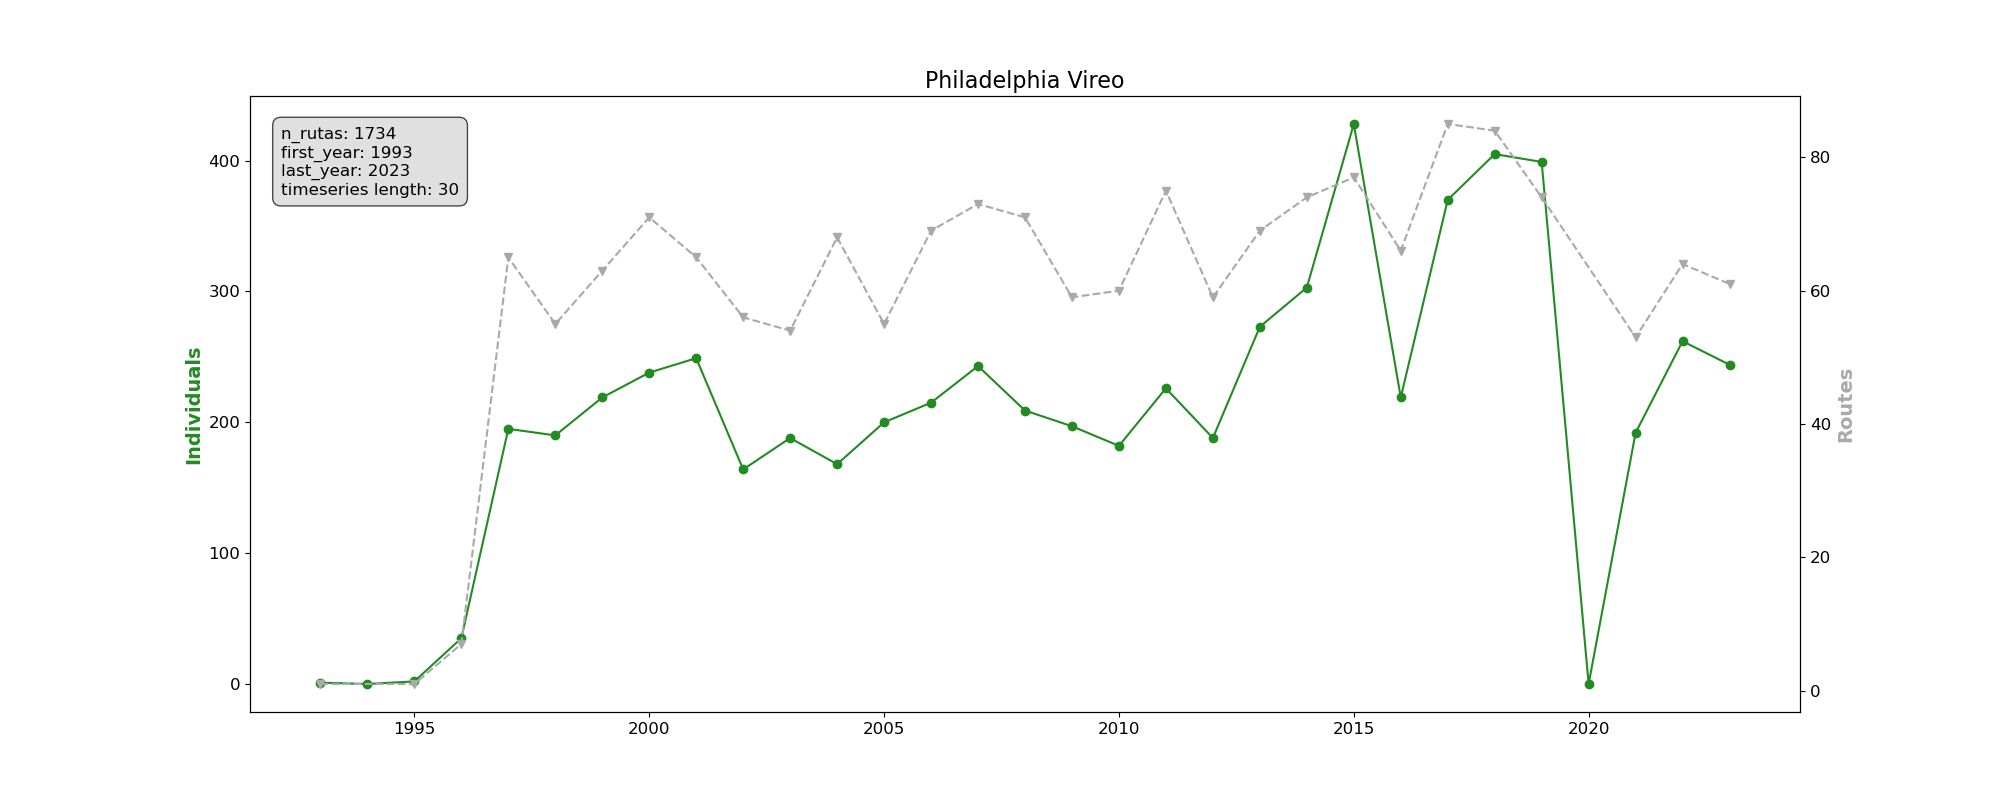 Philadelphia Vireo
n_rutas: 1734
first_year: 1993
last_year: 2023
timeseries length: 30
400
300
200
100
0
Individuals
80
60
40
20
0
Routes
1995
2000
2005
2010
2015
2020